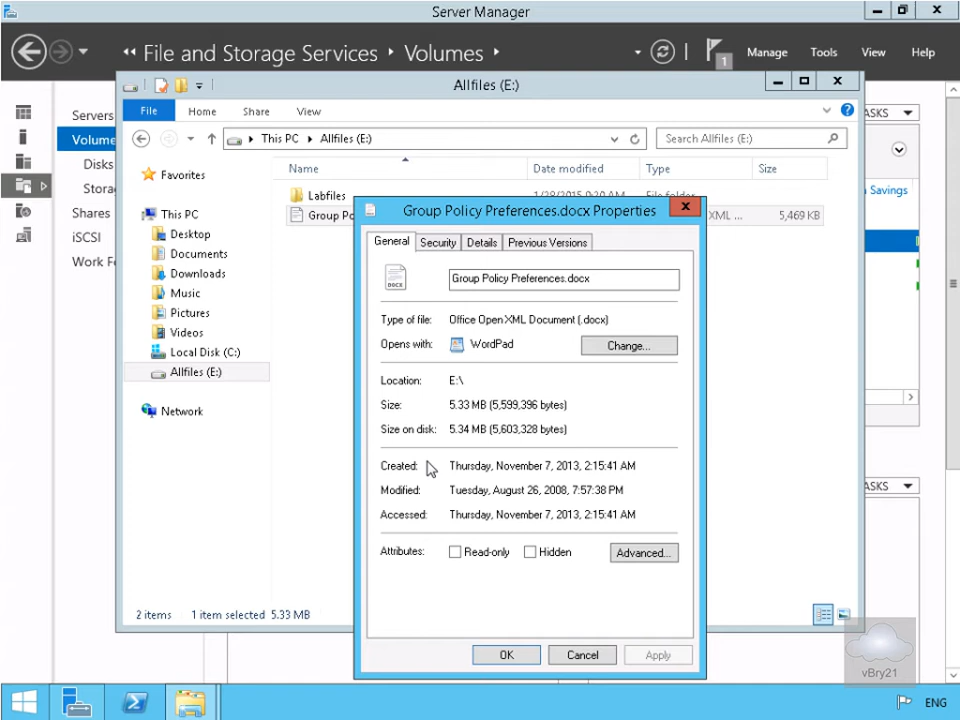 Server Manager
File and Storage Services
Volumes
1
Manage
Tools
View
Help
Servers
Volume
Disks
Stora
Shares
iSCSI
Work Fo
Allfiles (E:)
File
Home
Share
View
This PC
Allfiles (E:)
Search Allfiles (E:)
Name
Date modified
Type
Size
Favorites
This PC
Desktop
Documents
Downloads
Music
Pictures
Videos
Local Disk (C:)
Allfiles (E:)
Network
Labfiles
File folder
Group Po
XML ...
5,469 KB
Group Policy Preferences.docx Properties
General
Security
Details
Previous Versions
DOCX
Group Policy Preferences.docx
Type of file:
Office Open XML Document (.docx)
Opens with:
WordPad
Change...
Location:
E:\
Size:
5.33 MB (5,599,396 bytes)
Size on disk:
5.34 MB (5,603,328 bytes)
Created:
Thursday, November 7, 2013, 2:15:41 AM
Modified:
Tuesday, August 26, 2008, 7:57:38 PM
Accessed:
Thursday, November 7, 2013, 2:15:41 AM
Attributes:
Read-only
Hidden
Advanced...
OK
Cancel
Apply
2 items
1 item selected 5.33 MB
ASKS
Savings
ASKS
vBry21
ENG